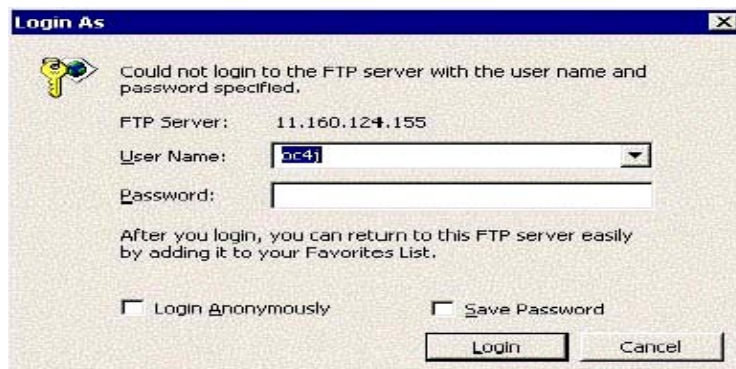 Login As
Could not login to the FTP server with the user name and
password specified.
FTP Server: 11.160.124.155
User Name: oc4j
Password:
After you login, you can return to this FTP server easily
by adding it to your Favorites List.
Login Anonymously Save Password
Login Cancel